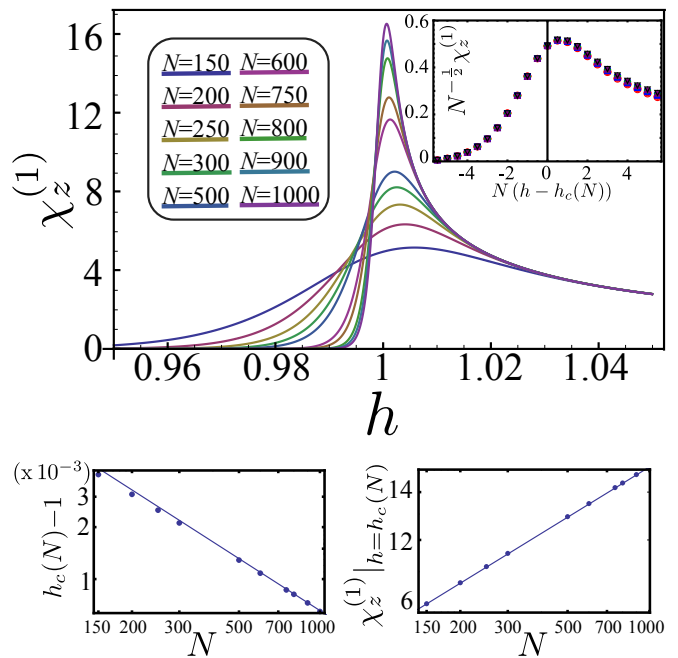 16
12
8
4
0
χ_z^{(1)}
N=150 N=600
N=200 N=750
N=250 N=800
N=300 N=900
N=500 N=1000
0.96 0.98 1 1.02 1.04
h
0.6
0.4
0.2
0
N^{-\frac{1}{2}} χ_z^{(1)}
-4 -2 0 2 4
N(h − h_c(N))
(x 10^{-3})
3
2
1
h_c(N)−1
150 200 300 500 700 1000
N
14
12
6
χ_z^{(1)}|_{h=h_c(N)}
150 200 300 500 700 1000
N